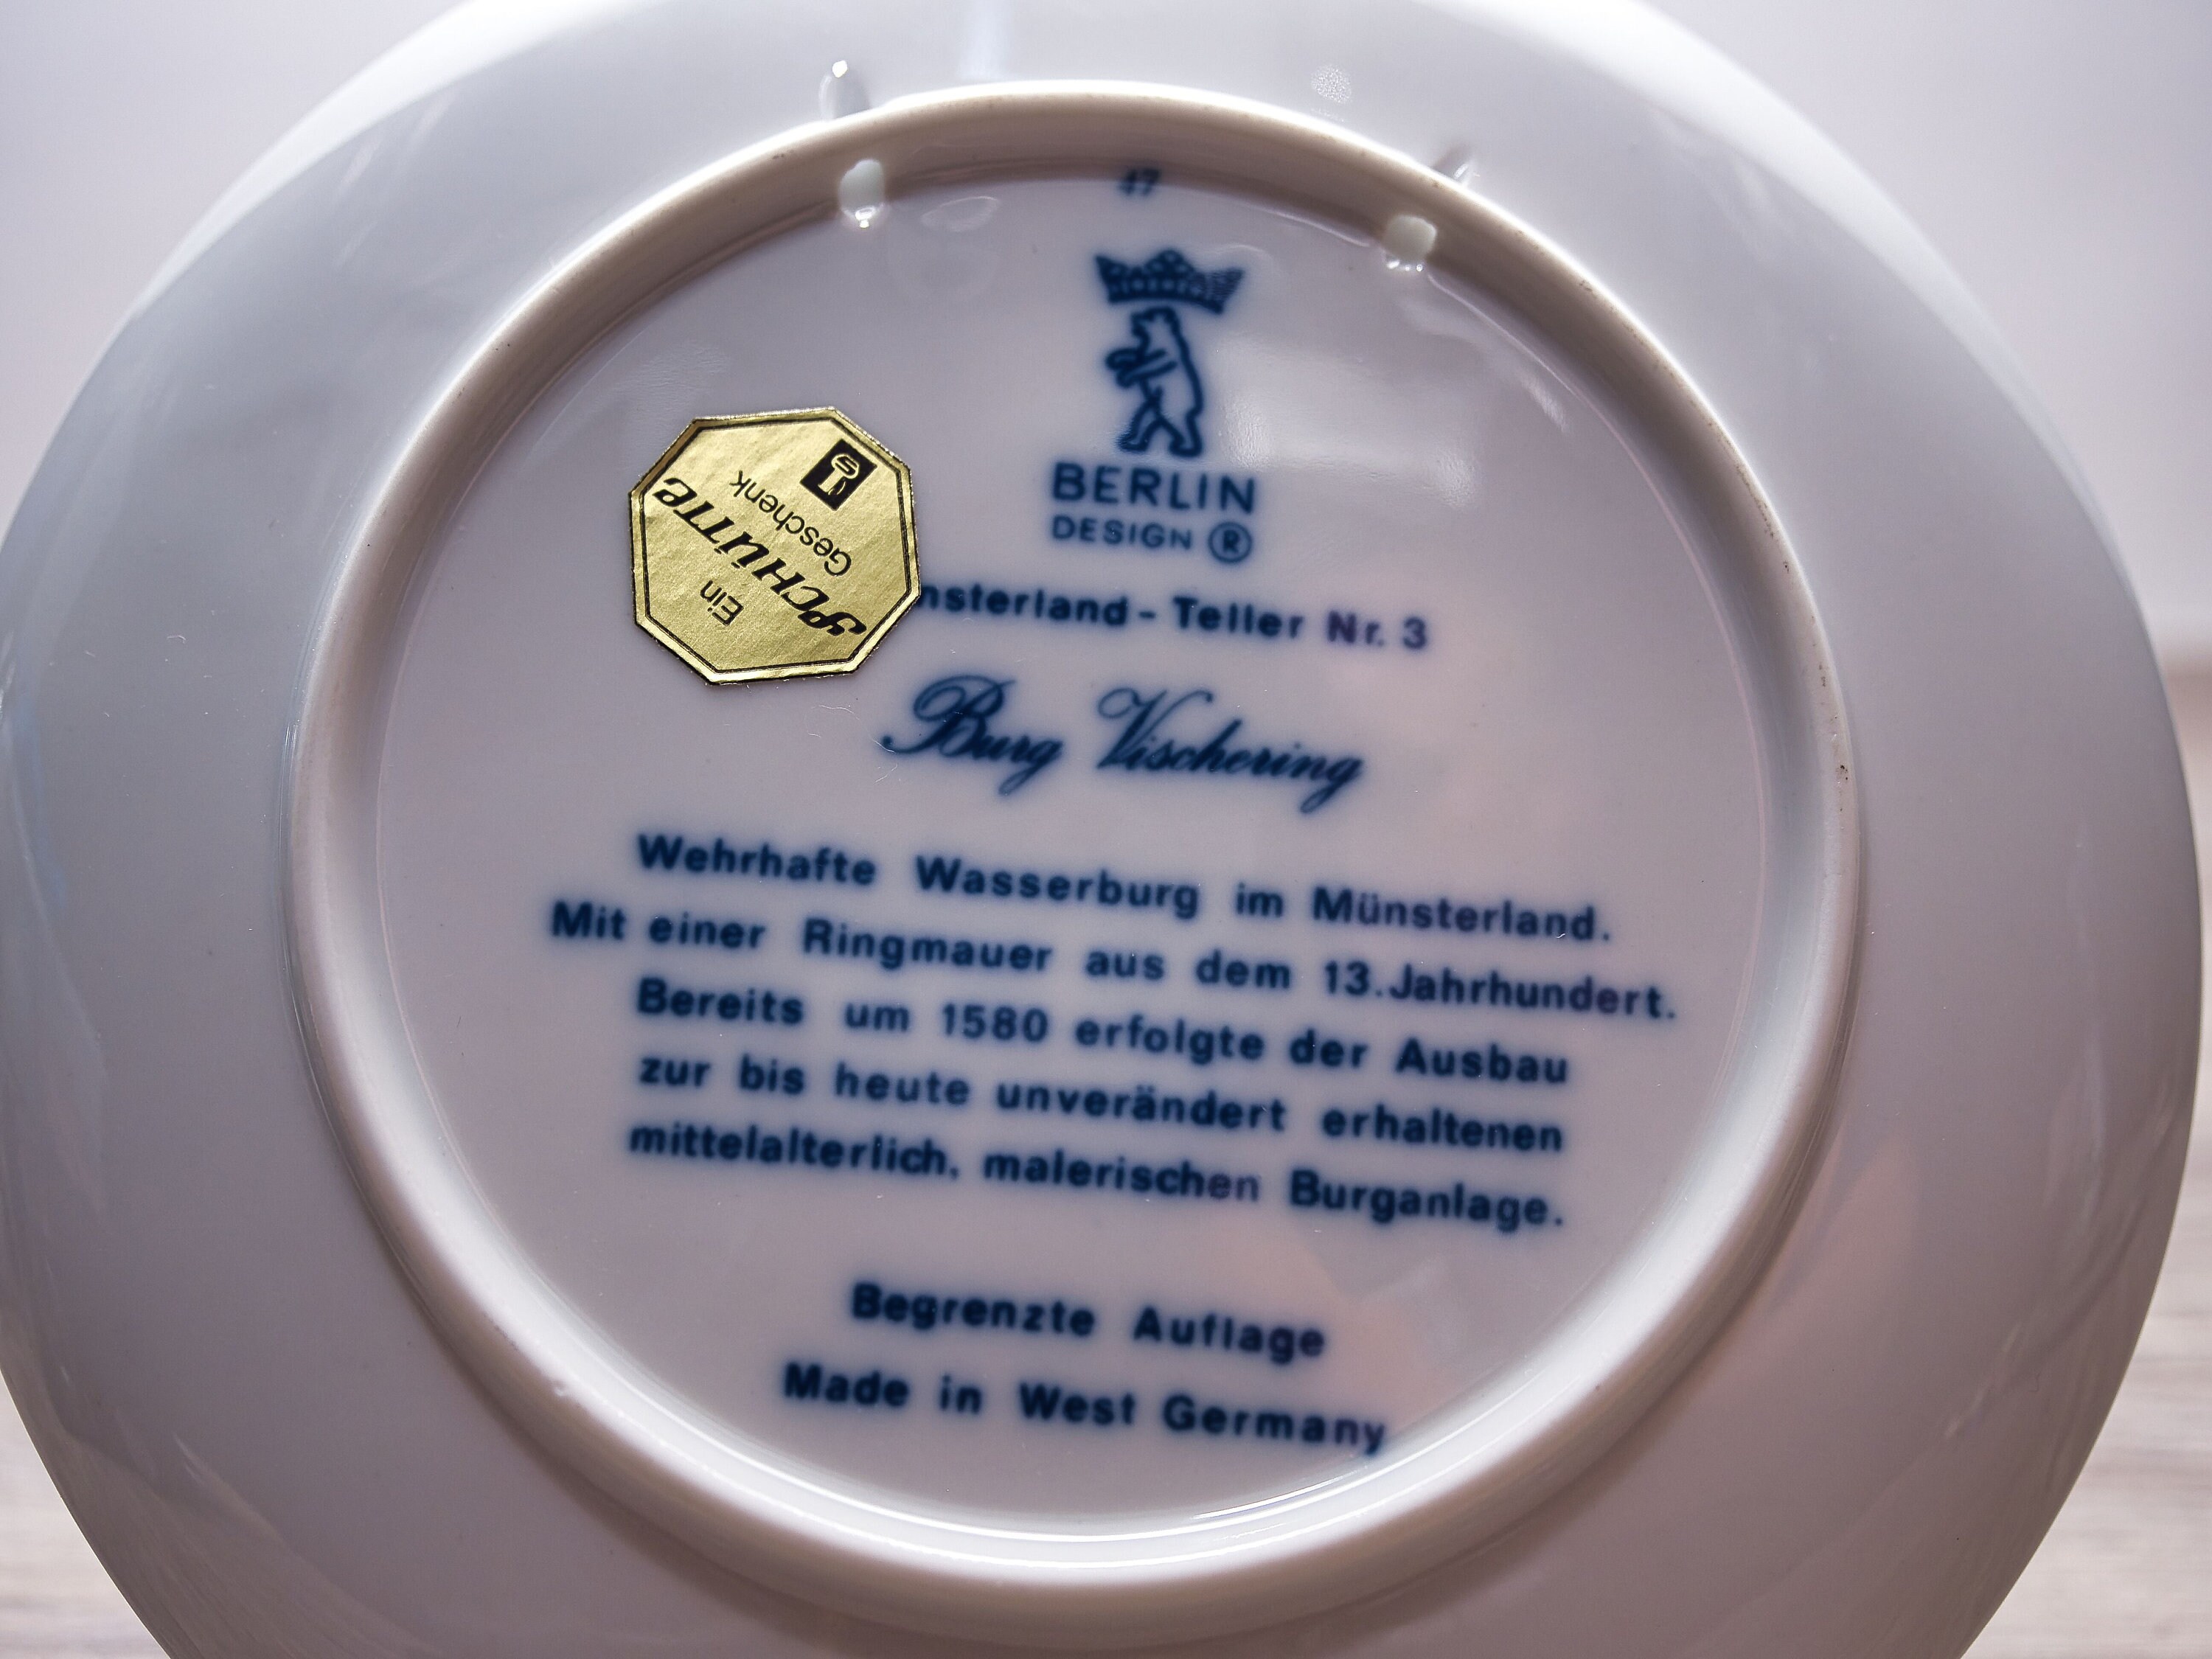 47
BERLIN
DESIGN ®
nsterland - Teller Nr. 3
Burg Vischering
Wehrhafte Wasserburg im Münsterland.
Mit einer Ringmauer aus dem 13.Jahrhundert.
Bereits um 1580 erfolgte der Ausbau
zur bis heute unverändert erhaltenen
mittelalterlich, malerischen Burganlage.
Begrenzte Auflage
Made in West Germany
Ein
SCHÜTTE
Geschenk